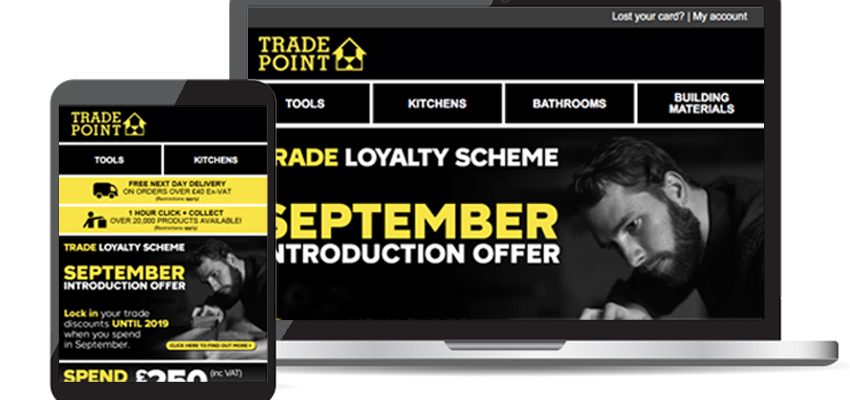 TRADE
POINT
TOOLS
KITCHENS
FREE NEXT DAY DELIVERY
ON ORDERS OVER £40 Ex-VAT
(Restrictions apply)
1 HOUR CLICK + COLLECT
OVER 20,000 PRODUCTS AVAILABLE!
(Restrictions apply)
TRADE LOYALTY SCHEME
SEPTEMBER
INTRODUCTION OFFER
Lock in your trade
discounts UNTIL 2019
when you spend
in September.
CLICK HERE TO FIND OUT MORE
SPEND £250 (inc VAT)
Lost your card? | My account
TRADE
POINT
TOOLS
KITCHENS
BATHROOMS
BUILDING
MATERIALS
RADE LOYALTY SCHEME
SEPTEMBER
INTRODUCTION OFFER